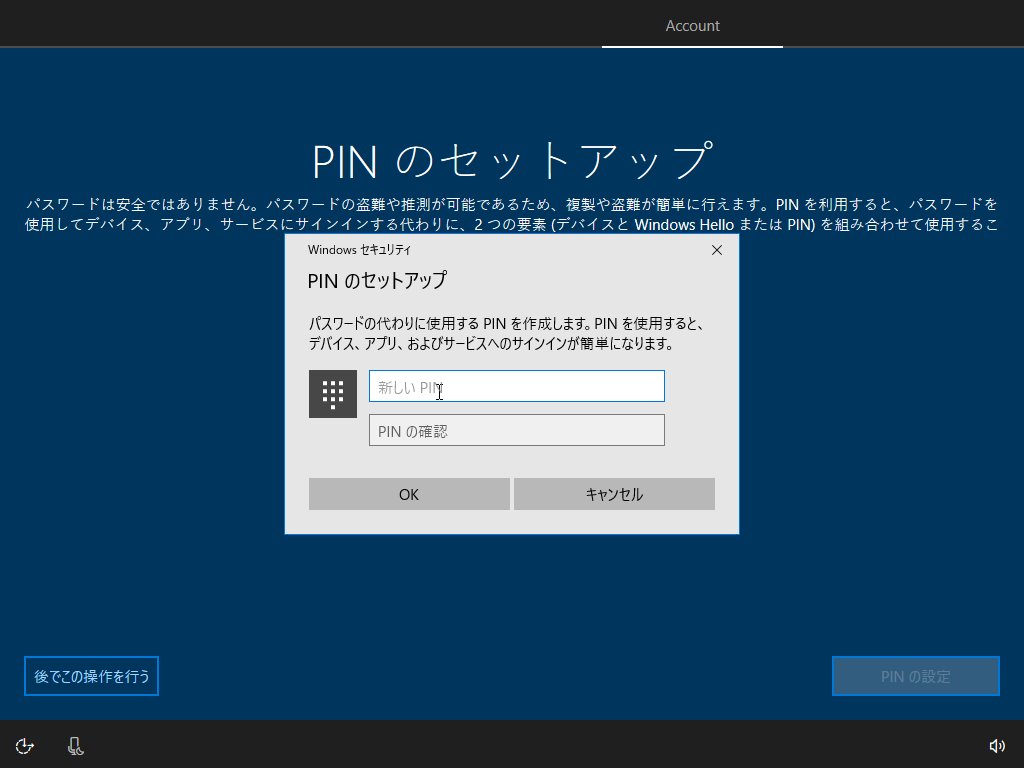 Account
PIN のセットアップ
パスワードは安全ではありません。パスワードの盗難や推測が可能であるため、複製や盗難が簡単に行えます。PIN を利用すると、パスワードを
使用してデバイス、アプリ、サービスにサインインする代わりに、2 つの要素 (デバイスと Windows Hello または PIN) を組み合わせて使用するこ
Windows セキュリティ
PIN のセットアップ
パスワードの代わりに使用する PIN を作成します。PIN を使用すると、
デバイス、アプリ、およびサービスへのサインインが簡単になります。
新しい PIN
PIN の確認
OK
キャンセル
後でこの操作を行う
PIN の設定